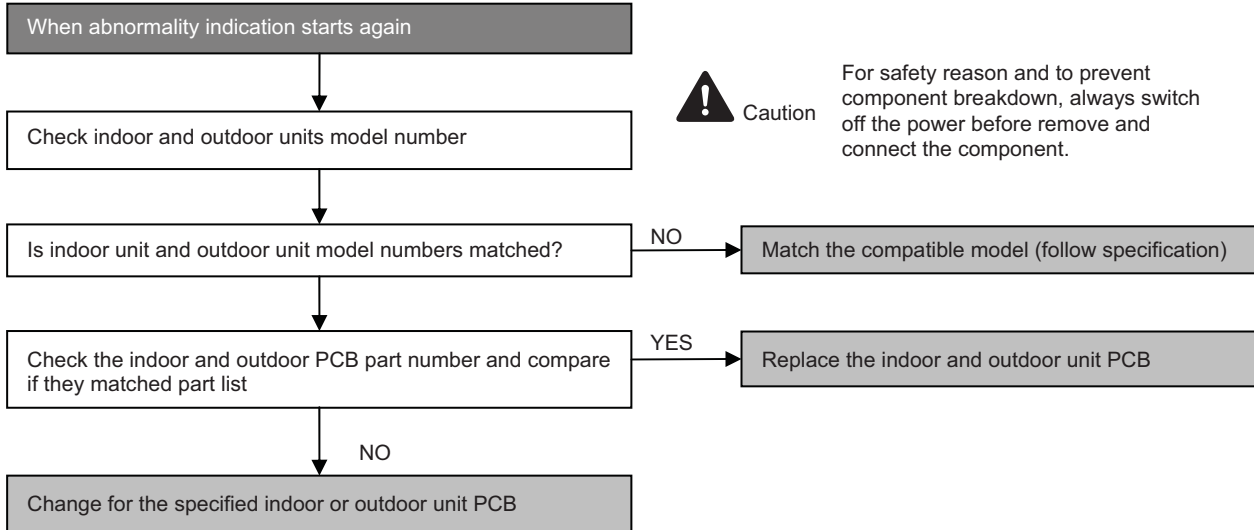 When abnormality indication starts again
Caution
For safety reason and to prevent
component breakdown, always switch
off the power before remove and
connect the component.
Check indoor and outdoor units model number
Is indoor unit and outdoor unit model numbers matched?
NO
Match the compatible model (follow specification)
Check the indoor and outdoor PCB part number and compare
if they matched part list
YES
Replace the indoor and outdoor unit PCB
NO
Change for the specified indoor or outdoor unit PCB